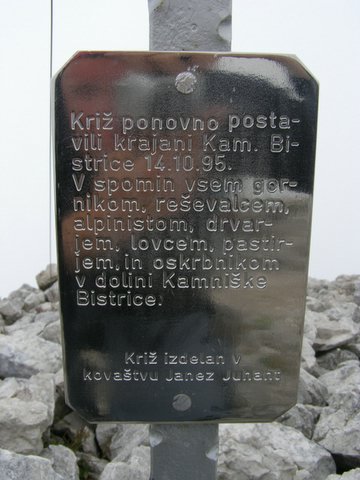 Križ ponovno posta-
vili krajani Kam. Bi-
strice 14.10.95.
V spomin vsem gor-
nikom, reševalcem,
alpinistom, drvar-
jem, lovcem, pastir-
jem, in oskrbnikom
v dolini Kamniške
Bistrice.
Križ izdelan v
kovaštvu Janez Juhant